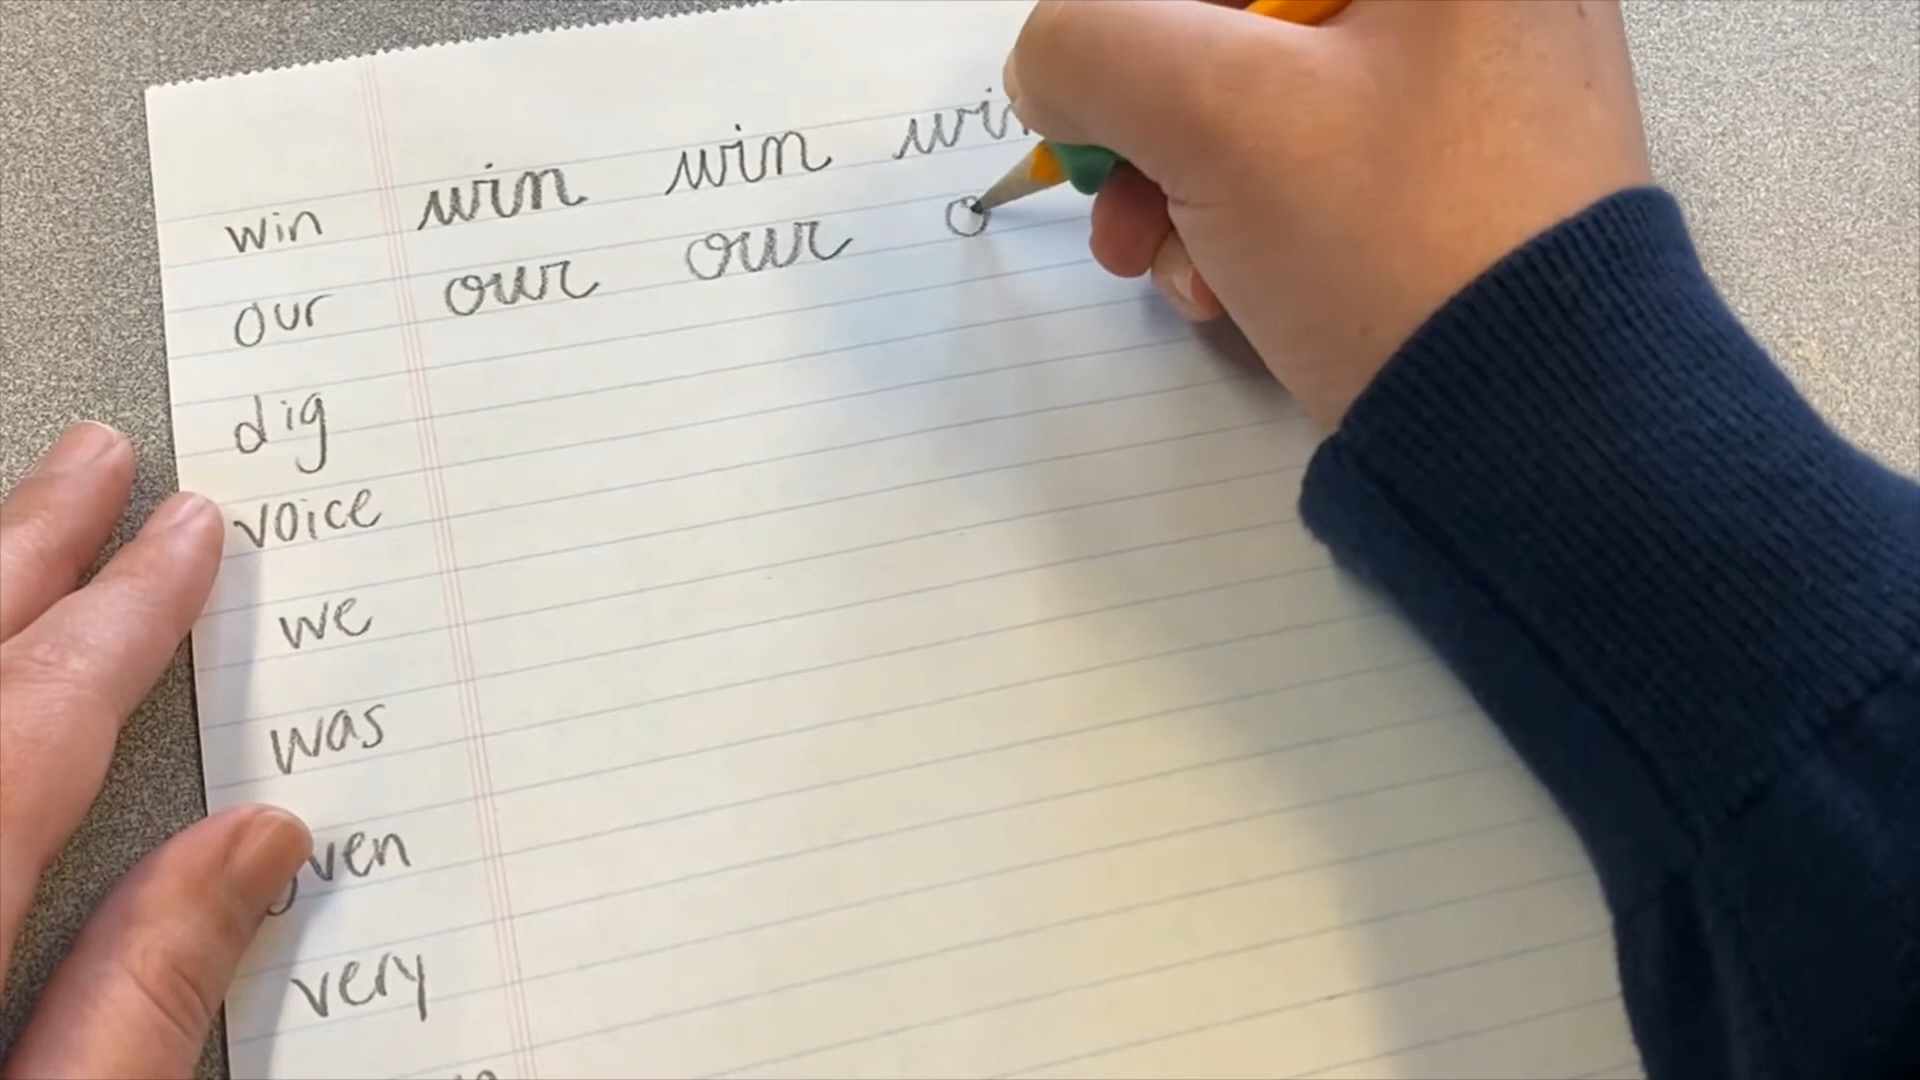 win win win
our our our o
dig
voice
we
was
very